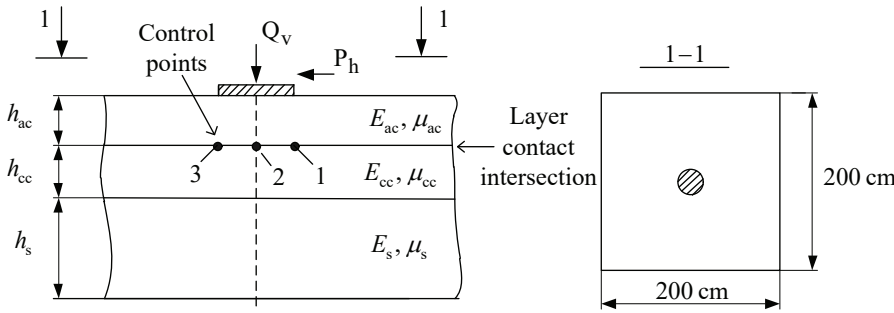 1
1
Control
points
Q_v
P_h
1–1
h_ac
E_ac, μ_ac
Layer
contact
intersection
h_cc
3
2
1
E_cc, μ_cc
200 cm
h_s
E_s, μ_s
200 cm